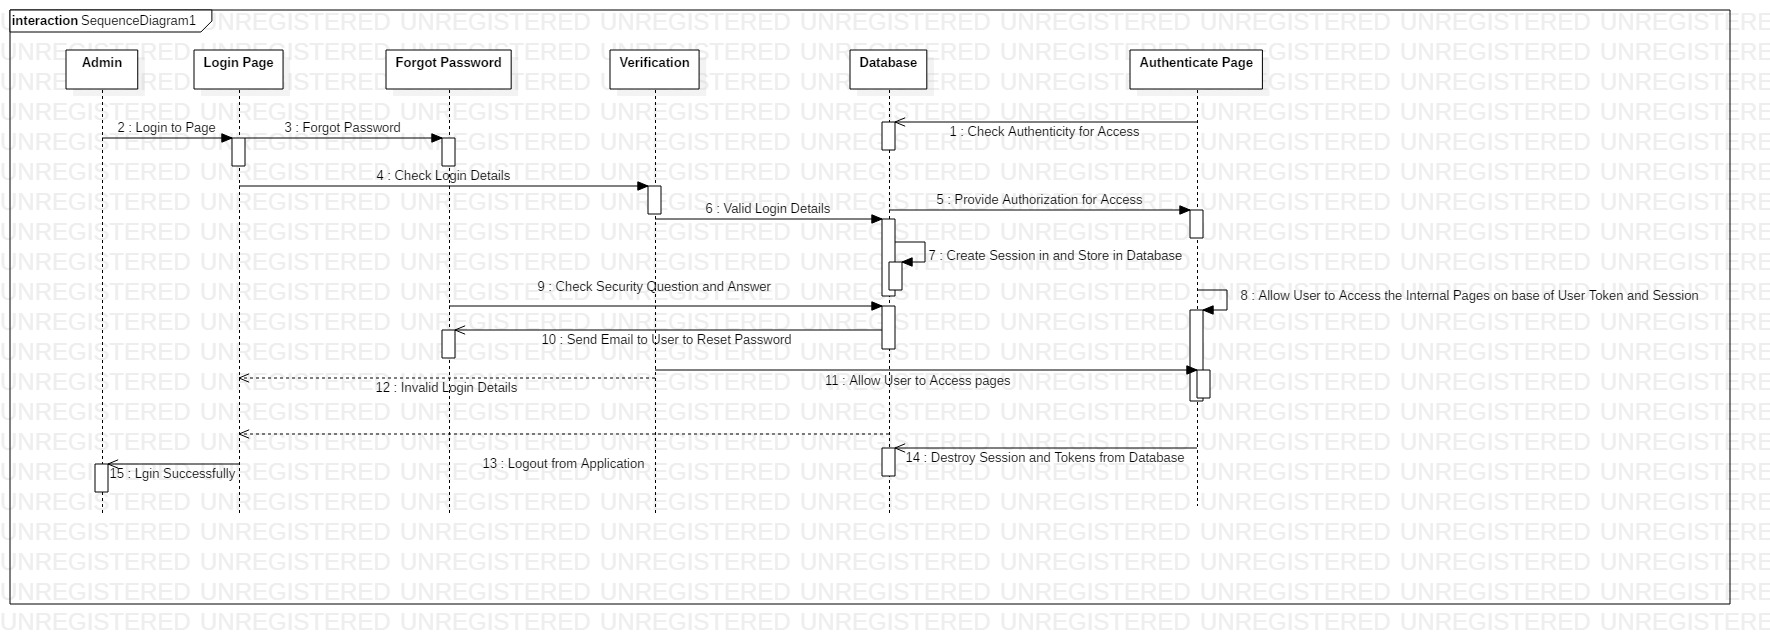 interaction SequenceDiagram1
Admin
Login Page
Forgot Password
Verification
Database
Authenticate Page
2 : Login to Page
3 : Forgot Password
1 : Check Authenticity for Access
4 : Check Login Details
5 : Provide Authorization for Access
6 : Valid Login Details
7 : Create Session in and Store in Database
9 : Check Security Question and Answer
8 : Allow User to Access the Internal Pages on base of User Token and Session
10 : Send Email to User to Reset Password
11 : Allow User to Access pages
12 : Invalid Login Details
13 : Logout from Application
14 : Destroy Session and Tokens from Database
15 : Lgin Successfully
UNREGISTERED